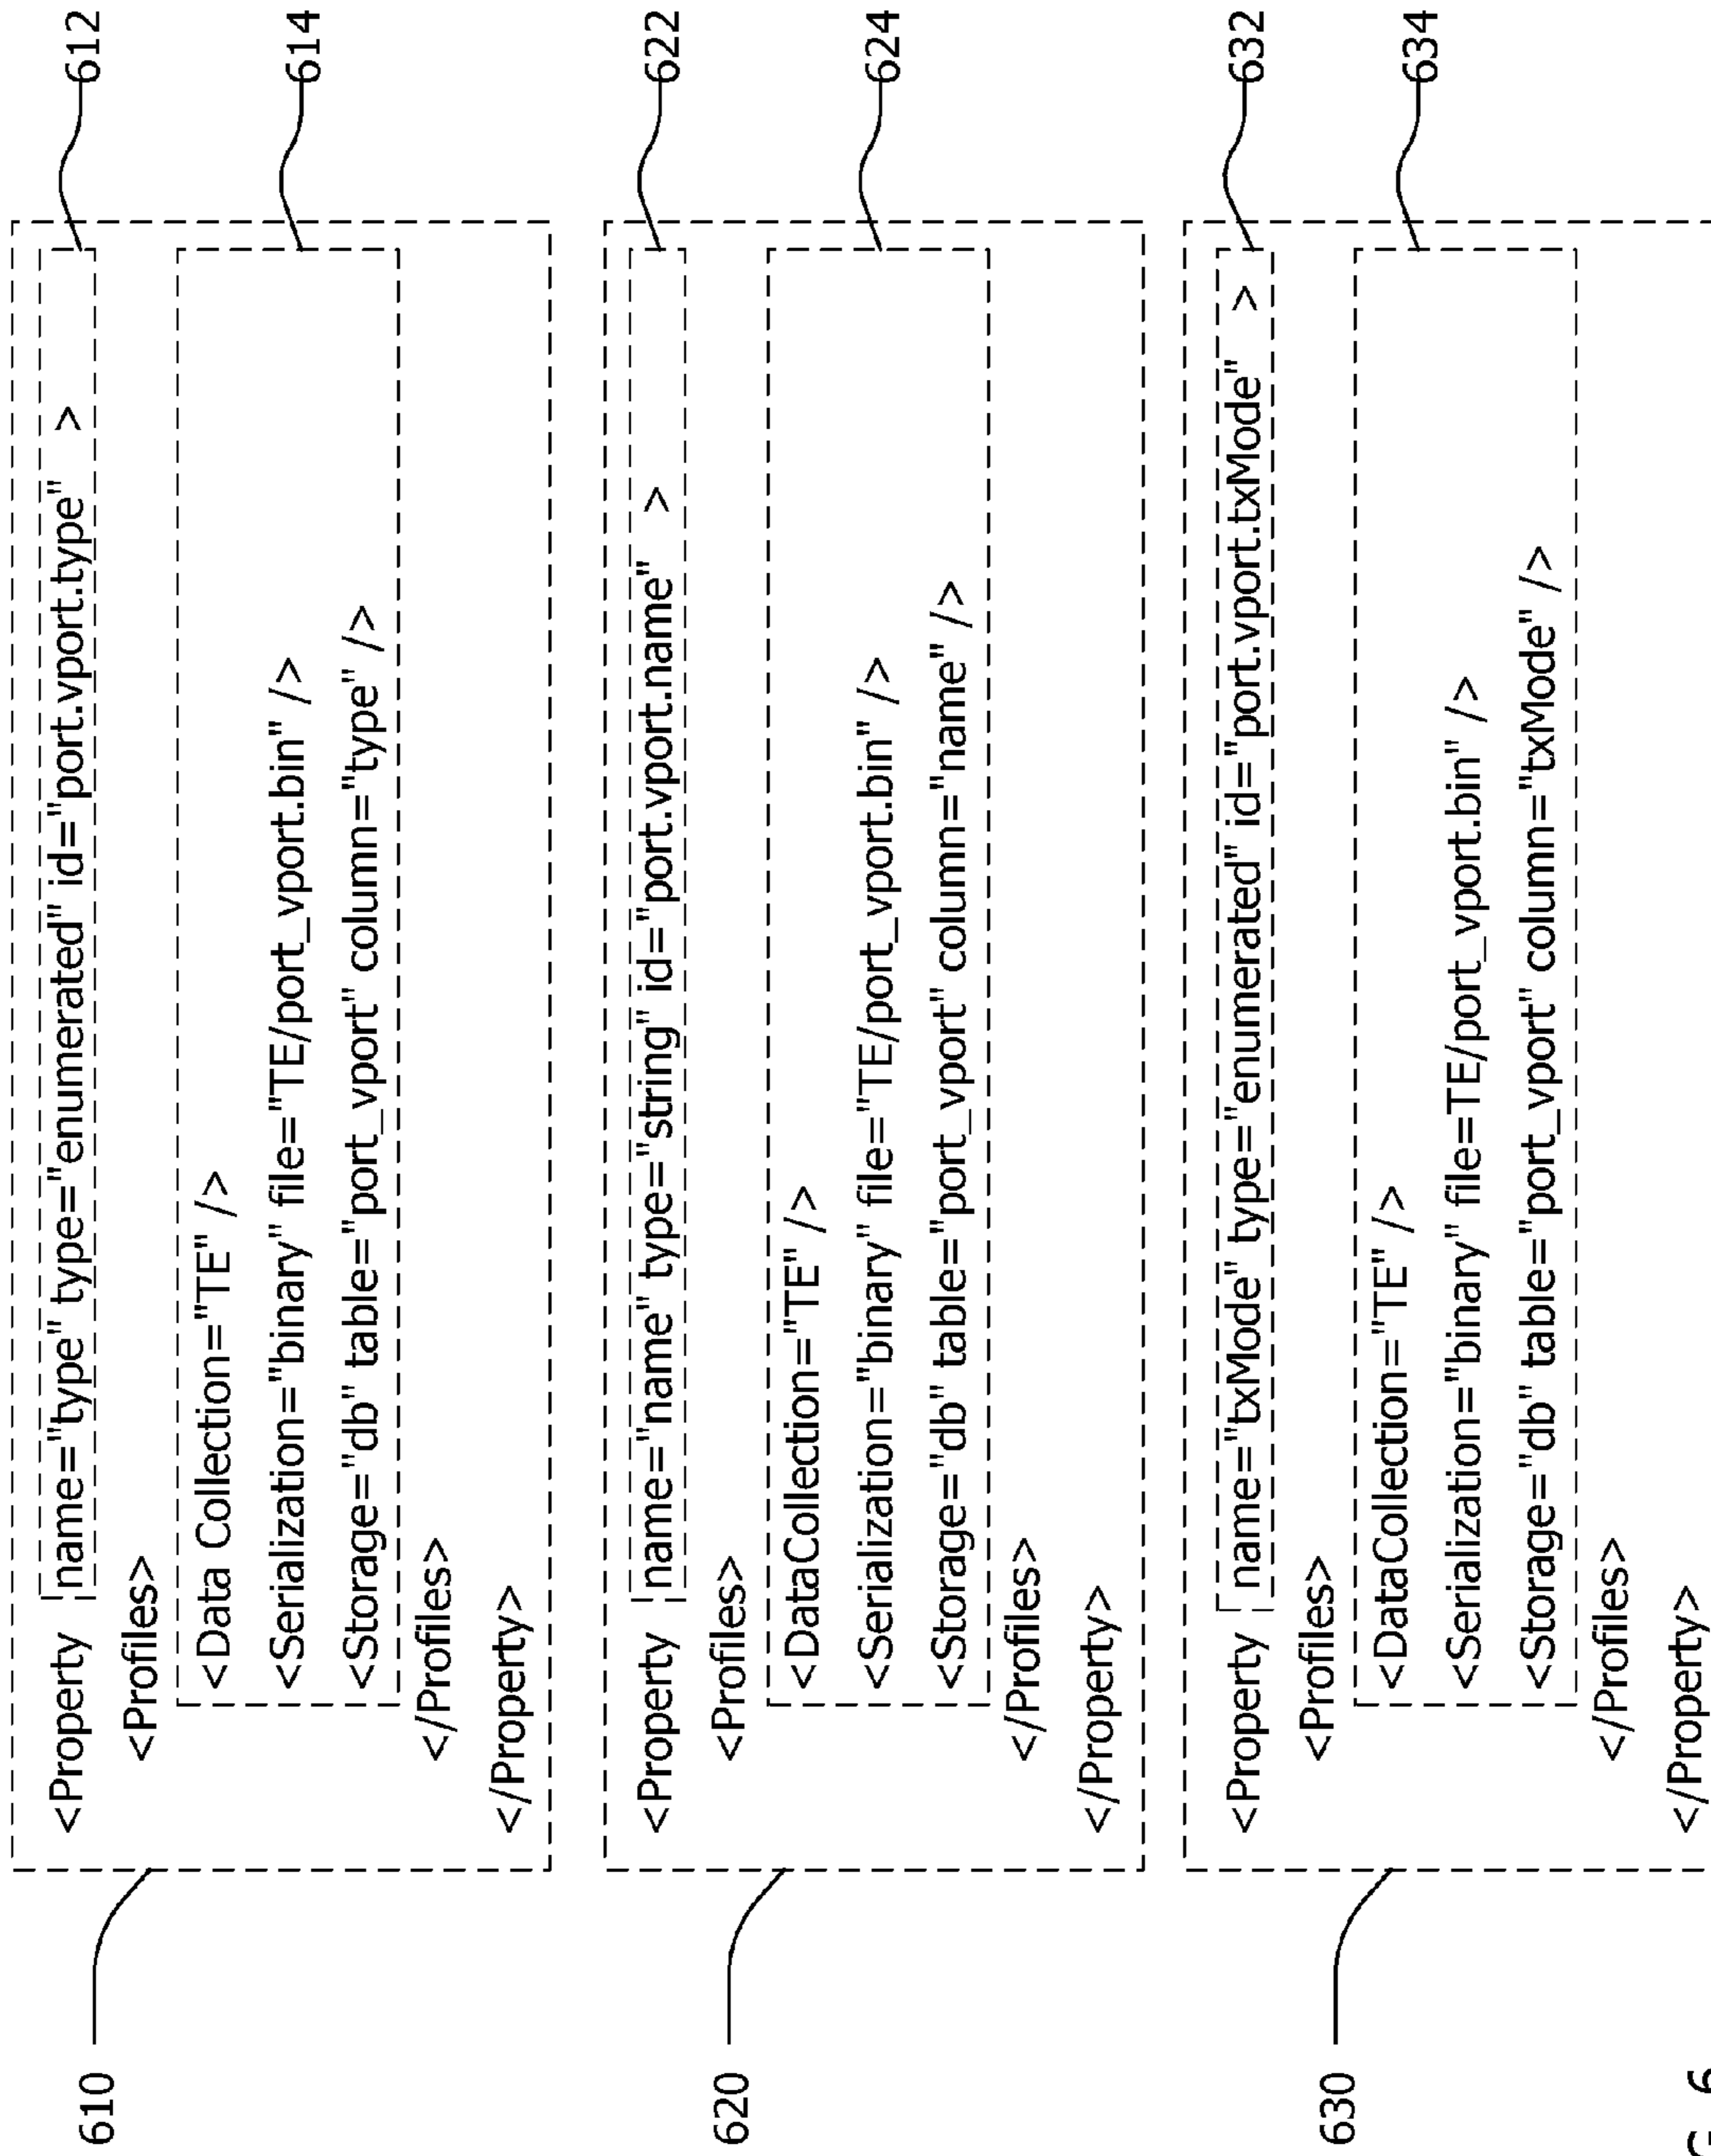 610
<Property name="type" type="enumerated" id="port.vport.type" >
612
<Profiles>
<Data Collection="TE" />
614
<Serialization="binary" file="TE/port_vport.bin" />
<Storage="db" table="port_vport" column="type" />
</Profiles>
</Property>
620
<Property name="name" type="string" id="port.vport.name" >
622
<Profiles>
<DataCollection="TE" />
624
<Serialization="binary" file="TE/port_vport.bin" />
<Storage="db" table="port_vport" column="name" />
</Profiles>
</Property>
630
<Property name="txMode" type="enumerated" id="port.vport.txMode" >
632
<Profiles>
<DataCollection="TE" />
634
<Serialization="binary" file=TE/port_vport.bin" />
<Storage="db" table="port_vport" column="txMode" />
</Profiles>
</Property>